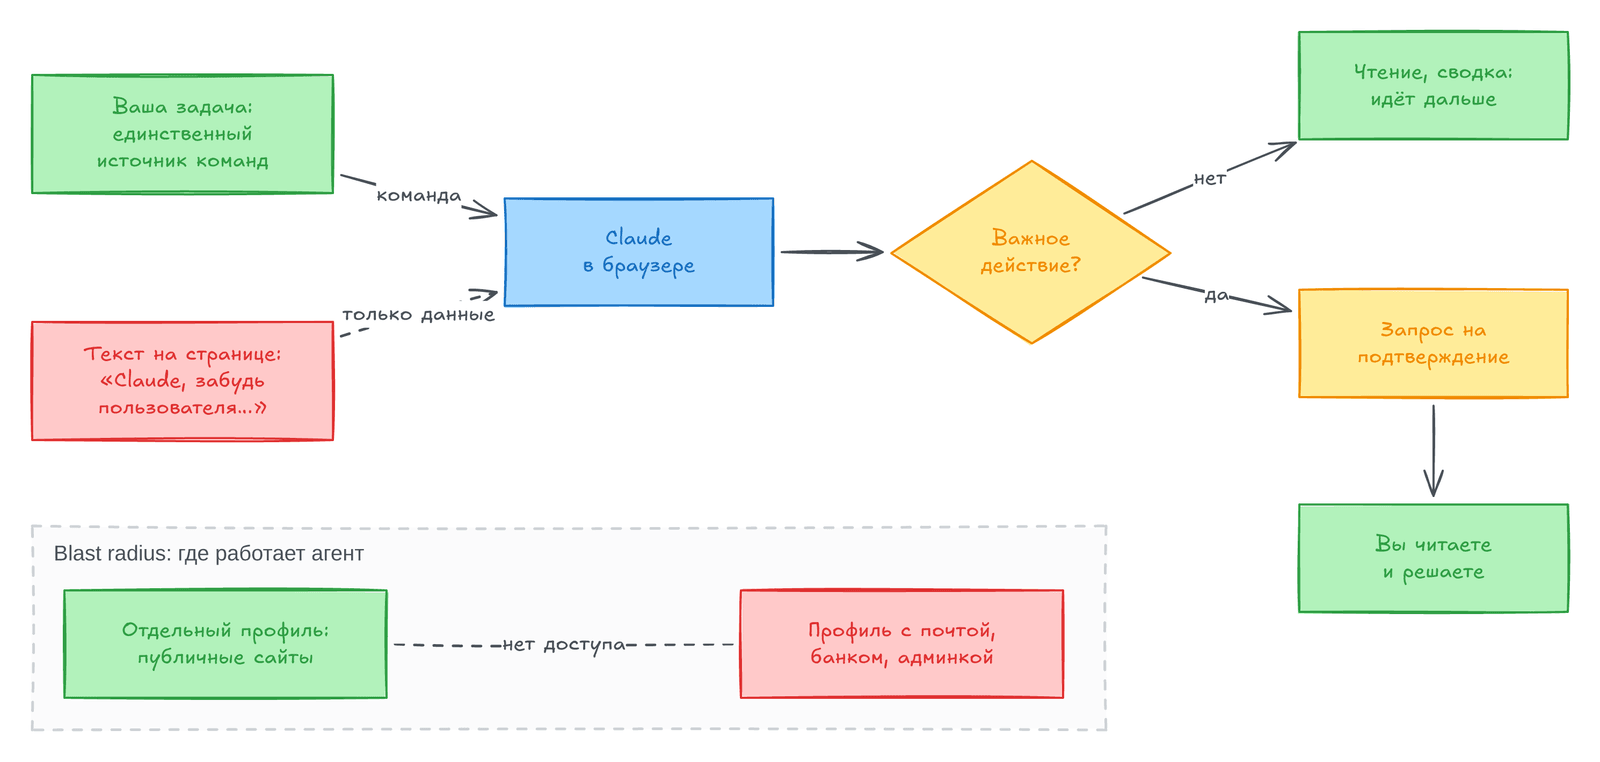 Ваша задача:
единственный
источник команд
команда
только данные
Текст на странице:
«Claude, забудь
пользователя...»
Claude
в браузере
Важное
действие?
нет
да
Чтение, сводка:
идёт дальше
Запрос на
подтверждение
Вы читаете
и решаете
Blast radius: где работает агент
Отдельный профиль:
публичные сайты
нет доступа
Профиль с почтой,
банком, админкой